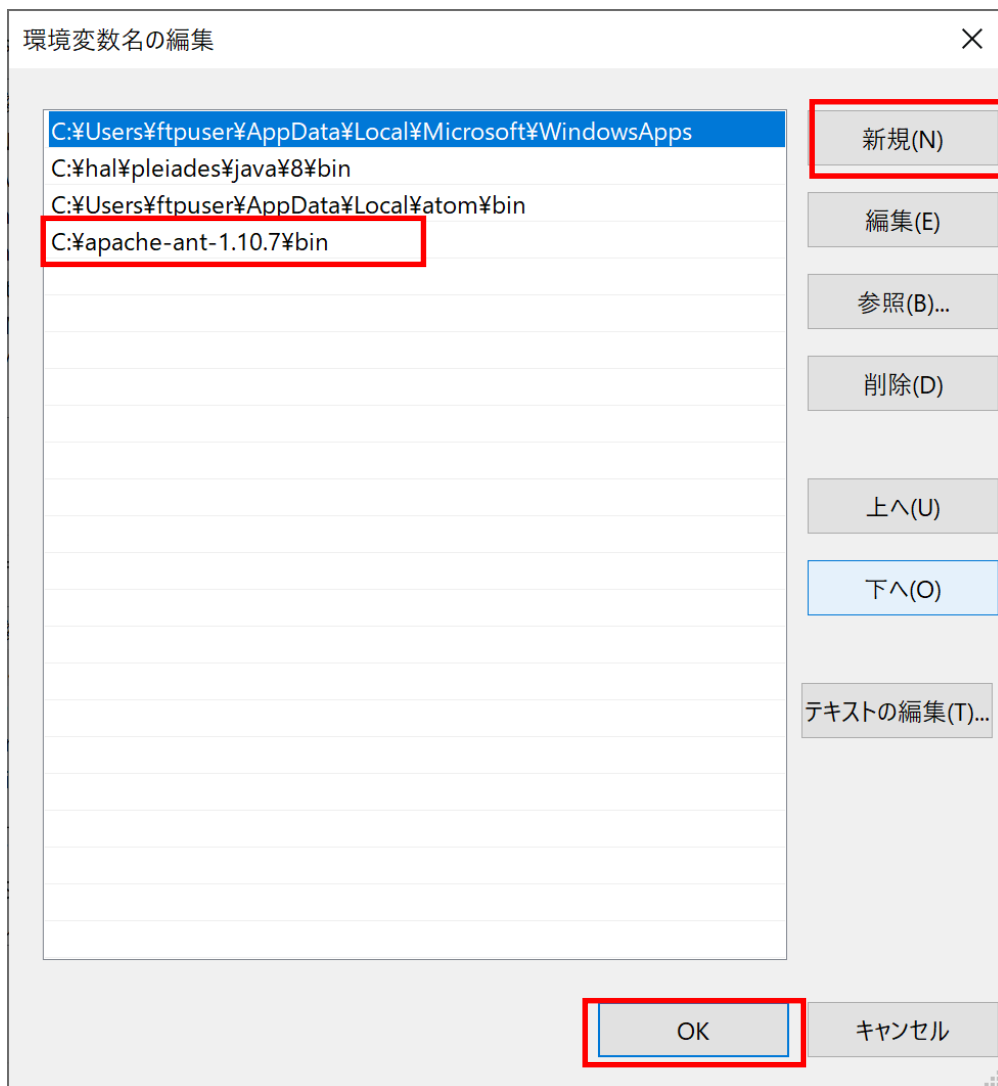 環境変数名の編集
C:¥Users¥ftpuser¥AppData¥Local¥Microsoft¥WindowsApps
C:¥hal¥pleiades¥java¥8¥bin
C:¥Users¥ftpuser¥AppData¥Local¥atom¥bin
C:¥apache-ant-1.10.7¥bin
新規(N)
編集(E)
参照(B)...
削除(D)
上へ(U)
下へ(O)
テキストの編集(T)...
OK
キャンセル